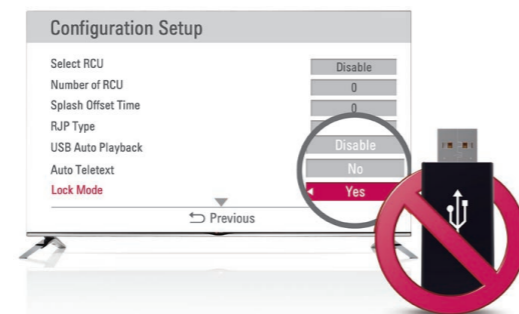 Configuration Setup
Select RCU Disable
Number of RCU 0
Splash Offset Time 0
RJP Type
USB Auto Playback Disable
Auto Teletext No
Lock Mode Yes
Previous